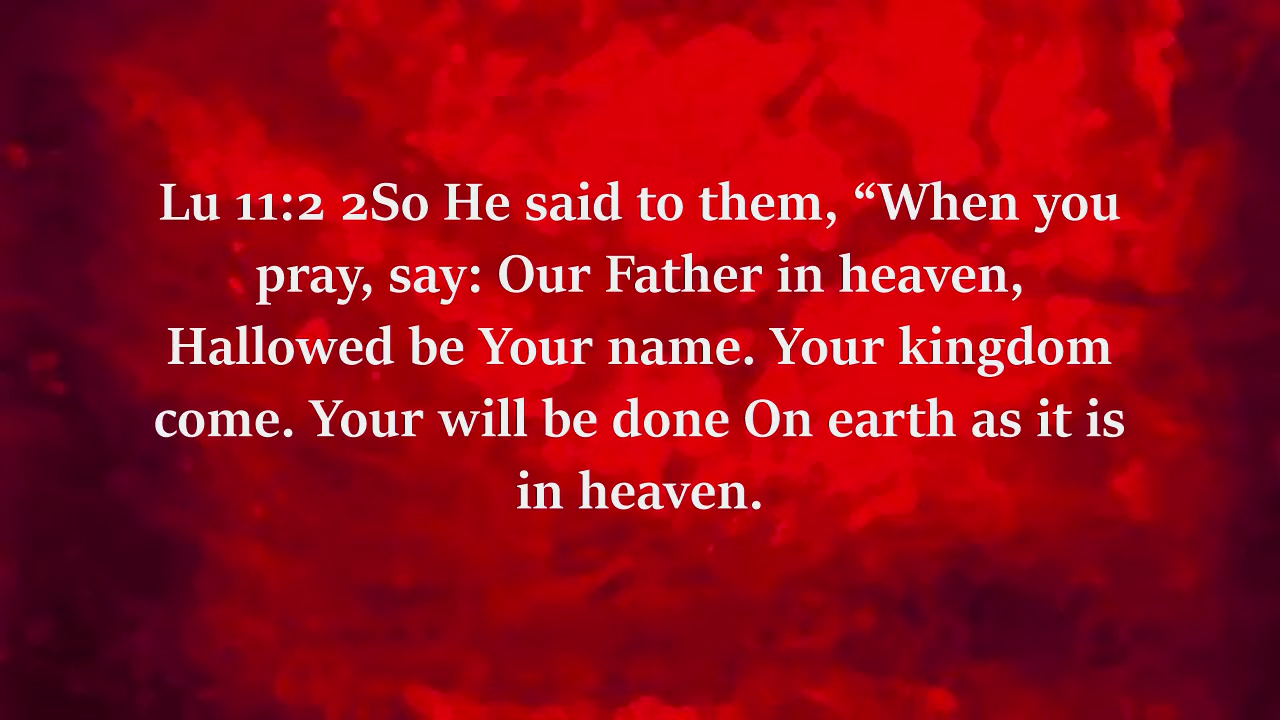 Lu 11:2 2So He said to them, “When you
pray, say: Our Father in heaven,
Hallowed be Your name. Your kingdom
come. Your will be done On earth as it is
in heaven.